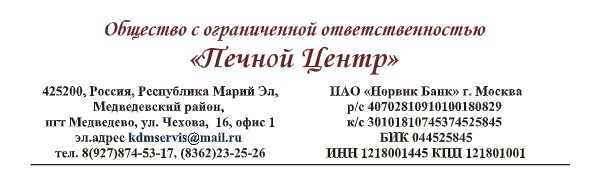 Общество с ограниченной ответственностью
«Печной Центр»
425200, Россия, Республика Марий Эл,
Медведевский район,
пгт Медведево, ул. Чехова, 16, офис 1
эл.адрес kdmservis@mail.ru
тел. 8(927)874-53-17, (8362)23-25-26
ПАО «Норвик Банк» г. Москва
р/с 40702810910100180829
к/с 30101810745374525845
БИК 044525845
ИНН 1218001445 КПП 121801001